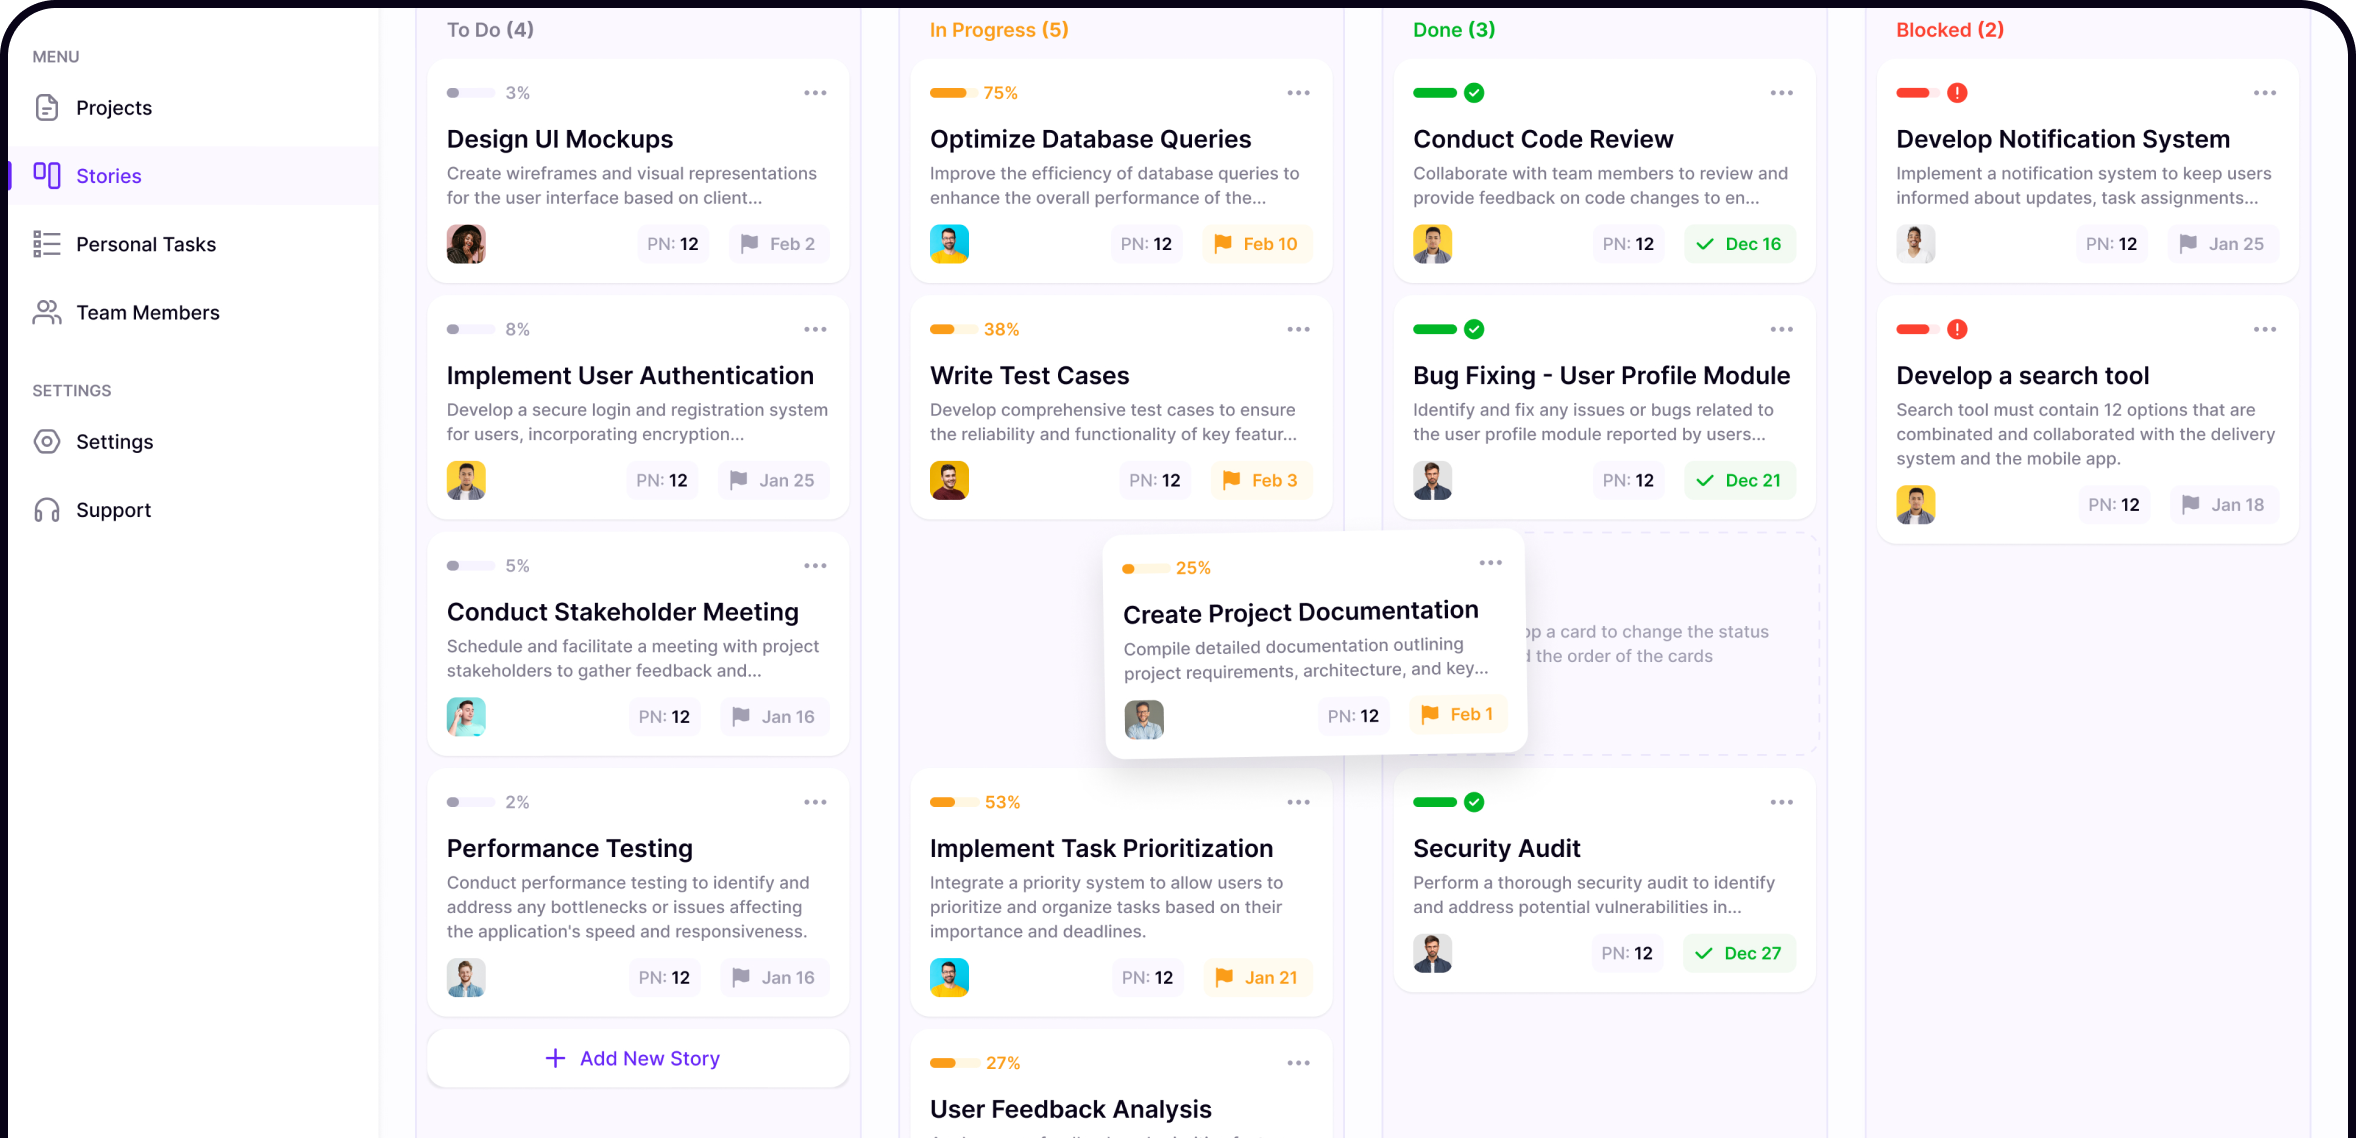 MENU
Projects
Stories
Personal Tasks
Team Members
SETTINGS
Settings
Support
To Do (4)
3%
Design UI Mockups
Create wireframes and visual representations
for the user interface based on client...
PN: 12
Feb 2
8%
Implement User Authentication
Develop a secure login and registration system
for users, incorporating encryption...
PN: 12
Jan 25
5%
Conduct Stakeholder Meeting
Schedule and facilitate a meeting with project
stakeholders to gather feedback and...
PN: 12
Jan 16
2%
Performance Testing
Conduct performance testing to identify and
address any bottlenecks or issues affecting
the application's speed and responsiveness.
PN: 12
Jan 16
Add New Story
In Progress (5)
75%
Optimize Database Queries
Improve the efficiency of database queries to
enhance the overall performance of the...
PN: 12
Feb 10
38%
Write Test Cases
Develop comprehensive test cases to ensure
the reliability and functionality of key featur...
PN: 12
Feb 3
25%
Create Project Documentation
Compile detailed documentation outlining
project requirements, architecture, and key...
PN: 12
Feb 1
53%
Implement Task Prioritization
Integrate a priority system to allow users to
prioritize and organize tasks based on their
importance and deadlines.
PN: 12
Jan 21
27%
User Feedback Analysis
Done (3)
Conduct Code Review
Collaborate with team members to review and
provide feedback on code changes to en...
PN: 12
Dec 16
Bug Fixing - User Profile Module
Identify and fix any issues or bugs related to
the user profile module reported by users...
PN: 12
Dec 21
a card to change the status
the order of the cards
Security Audit
Perform a thorough security audit to identify
and address potential vulnerabilities in...
PN: 12
Dec 27
Blocked (2)
Develop Notification System
Implement a notification system to keep users
informed about updates, task assignments...
PN: 12
Jan 25
Develop a search tool
Search tool must contain 12 options that are
combined and collaborated with the delivery
system and the mobile app.
PN: 12
Jan 18